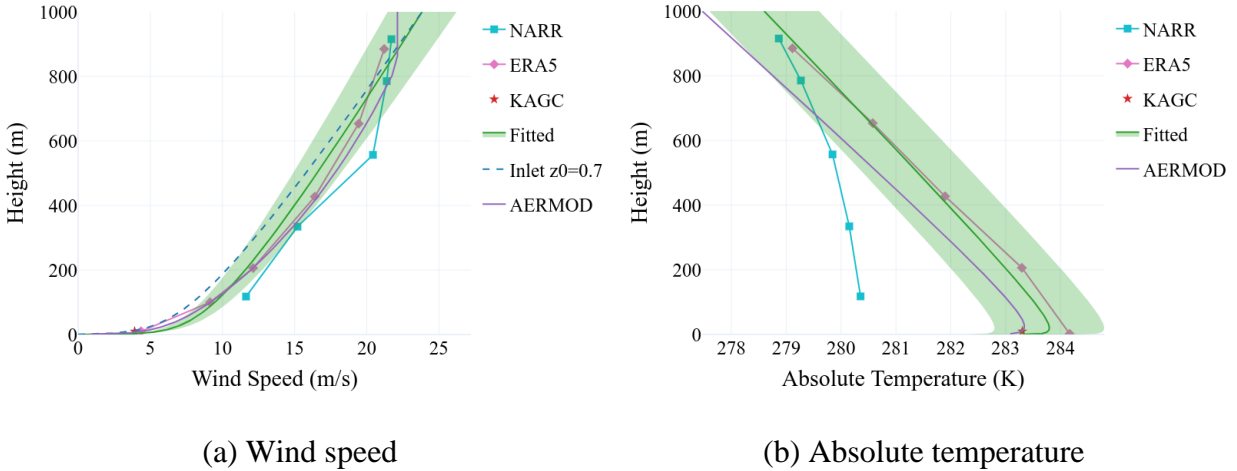 1000
800
600
400
200
0
Height (m)
0
5
10
15
20
25
Wind Speed (m/s)
NARR
ERA5
KAGC
Fitted
Inlet z0=0.7
AERMOD
(a) Wind speed
1000
800
600
400
200
0
Height (m)
278
279
280
281
282
283
284
Absolute Temperature (K)
NARR
ERA5
KAGC
Fitted
AERMOD
(b) Absolute temperature